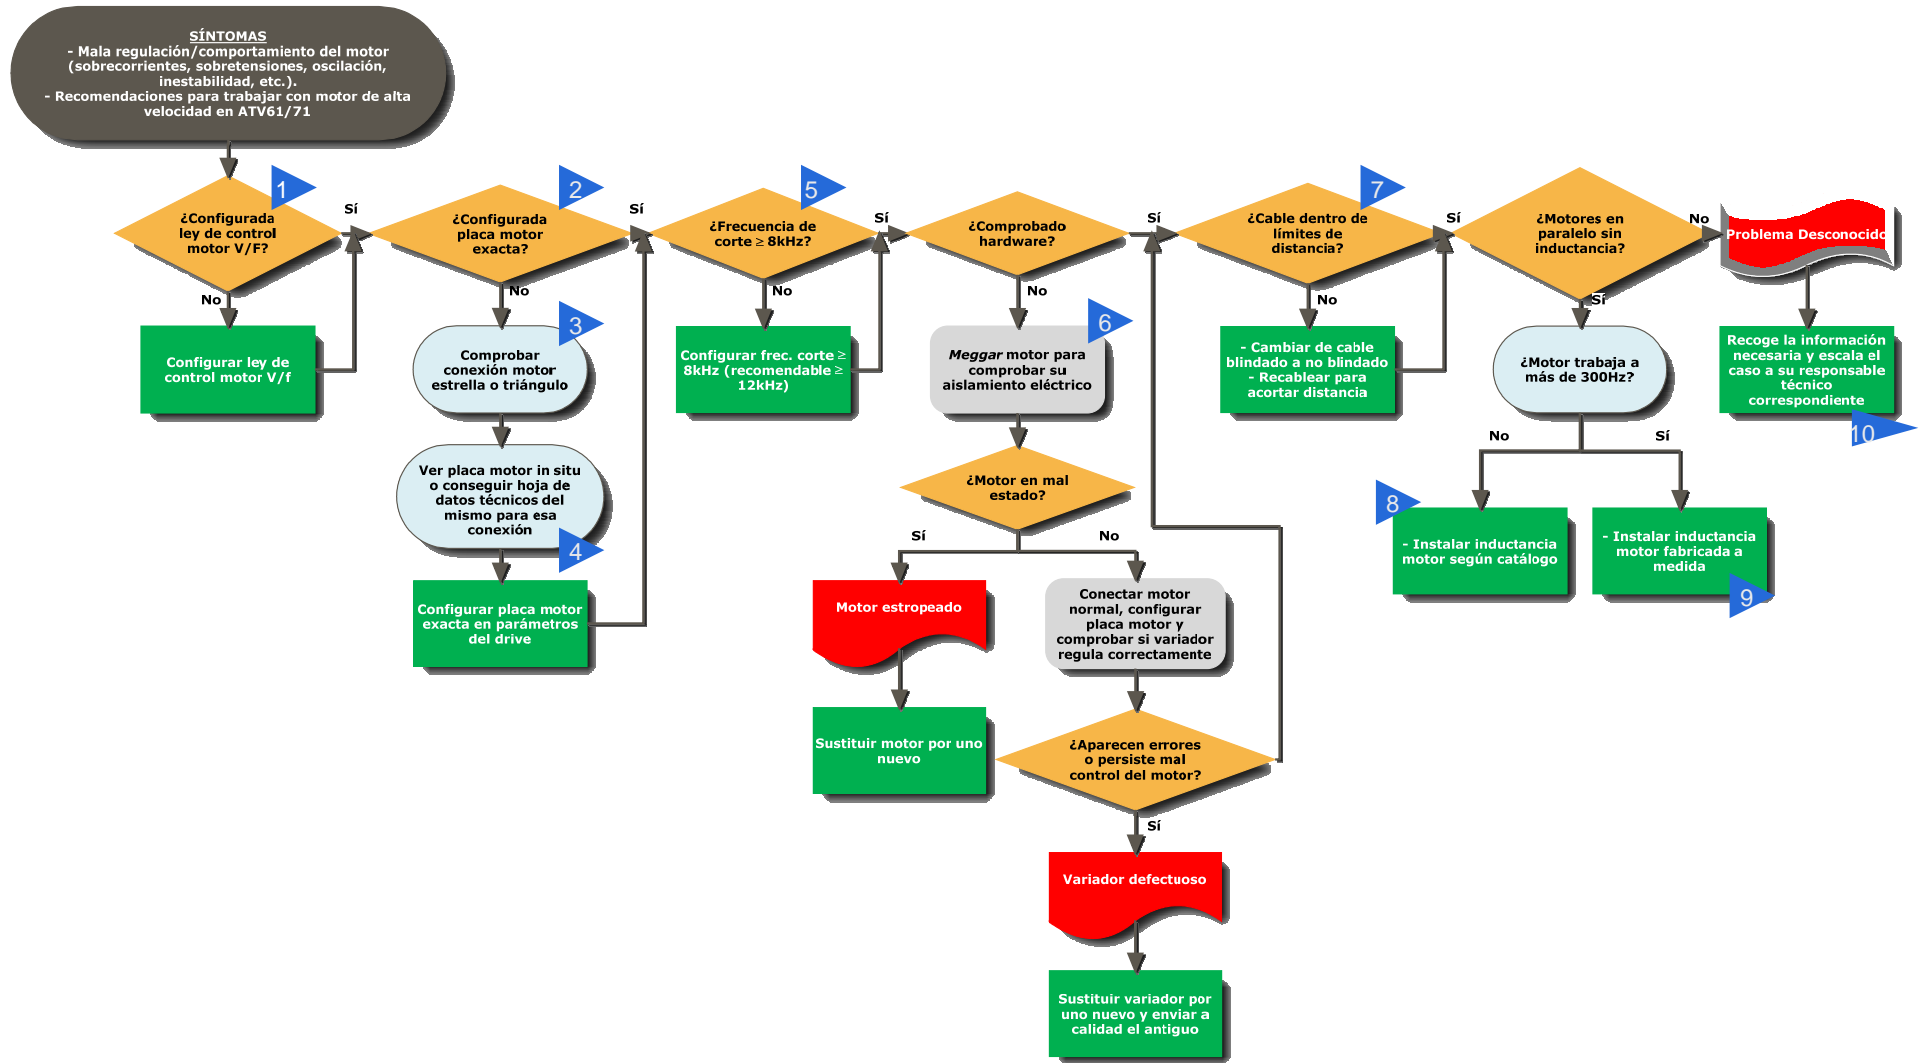 SÍNTOMAS
- Mala regulación/comportamiento del motor
(sobrecorrientes, sobretensiones, oscilación,
inestabilidad, etc.).
- Recomendaciones para trabajar con motor de alta
velocidad en ATV61/71
1
¿Configurada
ley de control
motor V/F?
Sí
No
Configurar ley de
control motor V/f
2
¿Configurada
placa motor
exacta?
Sí
No
3
Comprobar
conexión motor
estrella o triángulo
Ver placa motor in situ
o conseguir hoja de
datos técnicos del
mismo para esa
conexión
4
Configurar placa motor
exacta en parámetros
del drive
5
¿Frecuencia de
corte ≥ 8kHz?
Sí
No
Configurar frec. corte ≥
8kHz (recomendable ≥
12kHz)
¿Comprobado
hardware?
Sí
No
6
Meggar motor para
comprobar su
aislamiento eléctrico
¿Motor en mal
estado?
Sí
No
Motor estropeado
Sustituir motor por uno
nuevo
Conectar motor
normal, configurar
placa motor y
comprobar si variador
regula correctamente
¿Aparecen errores
o persiste mal
control del motor?
Sí
Variador defectuoso
Sustituir variador por
uno nuevo y enviar a
calidad el antiguo
7
¿Cable dentro de
límites de
distancia?
Sí
No
- Cambiar de cable
blindado a no blindado
- Recablear para
acortar distancia
¿Motores en
paralelo sin
inductancia?
No
Sí
¿Motor trabaja a
más de 300Hz?
No
Sí
8
- Instalar inductancia
motor según catálogo
- Instalar inductancia
motor fabricada a
medida
9
Problema Desconocido
Recoge la información
necesaria y escala el
caso a su responsable
técnico
correspondiente
10